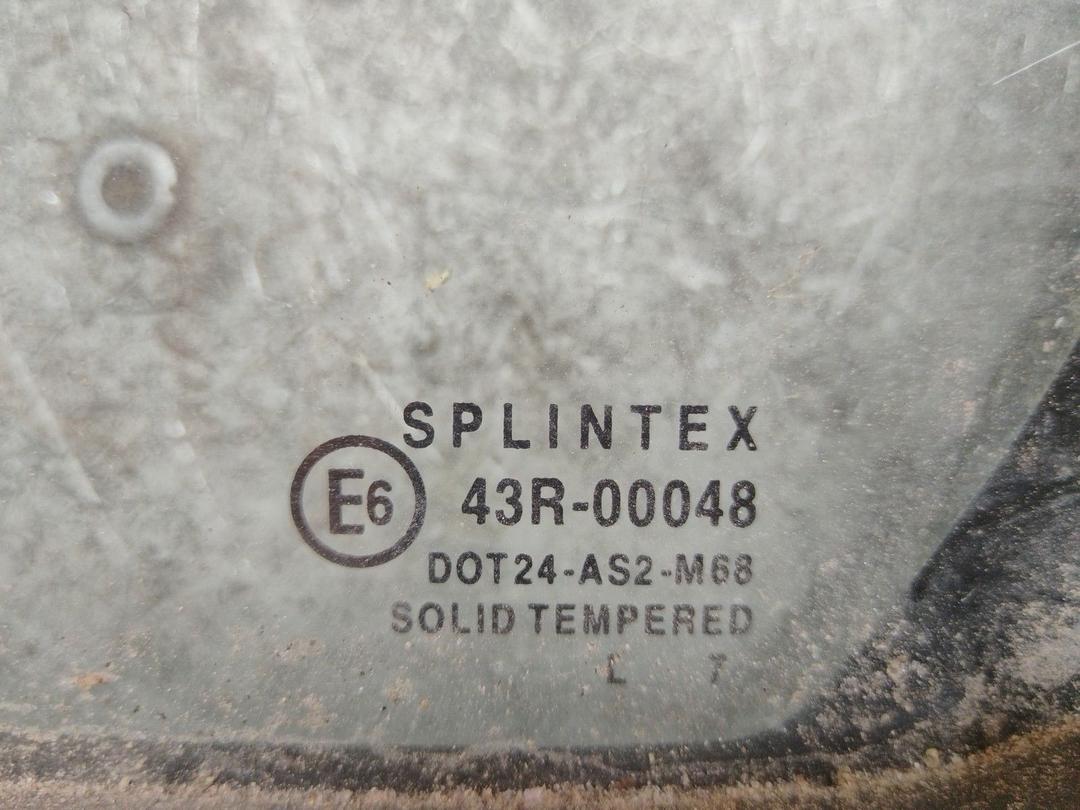 SPLINTEX
E6 43R-00048
DOT24-AS2-M68
SOLID TEMPERED
L 7